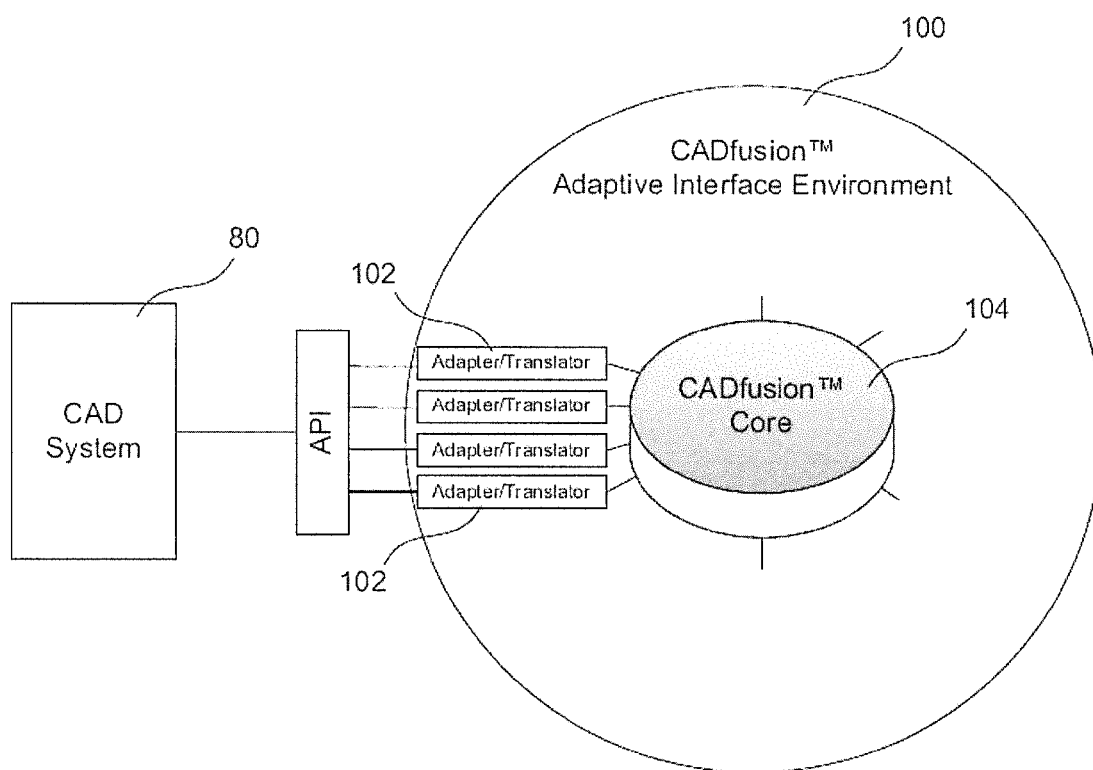 100
CADfusion™
Adaptive Interface Environment
80
102
104
CAD
System
API
Adapter/Translator
Adapter/Translator
Adapter/Translator
Adapter/Translator
CADfusion™
Core
102